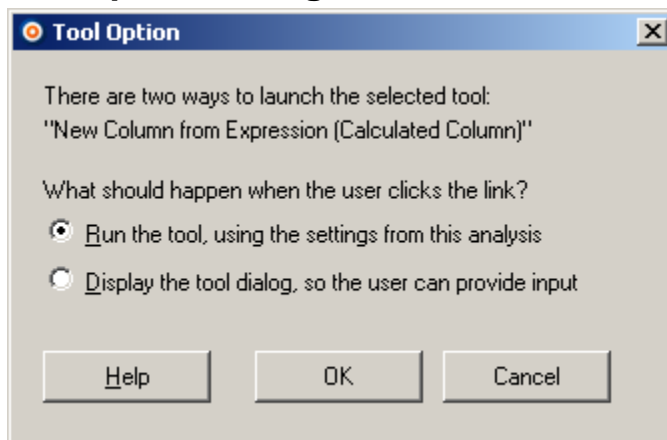 Tool Option
There are two ways to launch the selected tool:
"New Column from Expression (Calculated Column)"
What should happen when the user clicks the link?
Run the tool, using the settings from this analysis
Display the tool dialog, so the user can provide input
Help OK Cancel